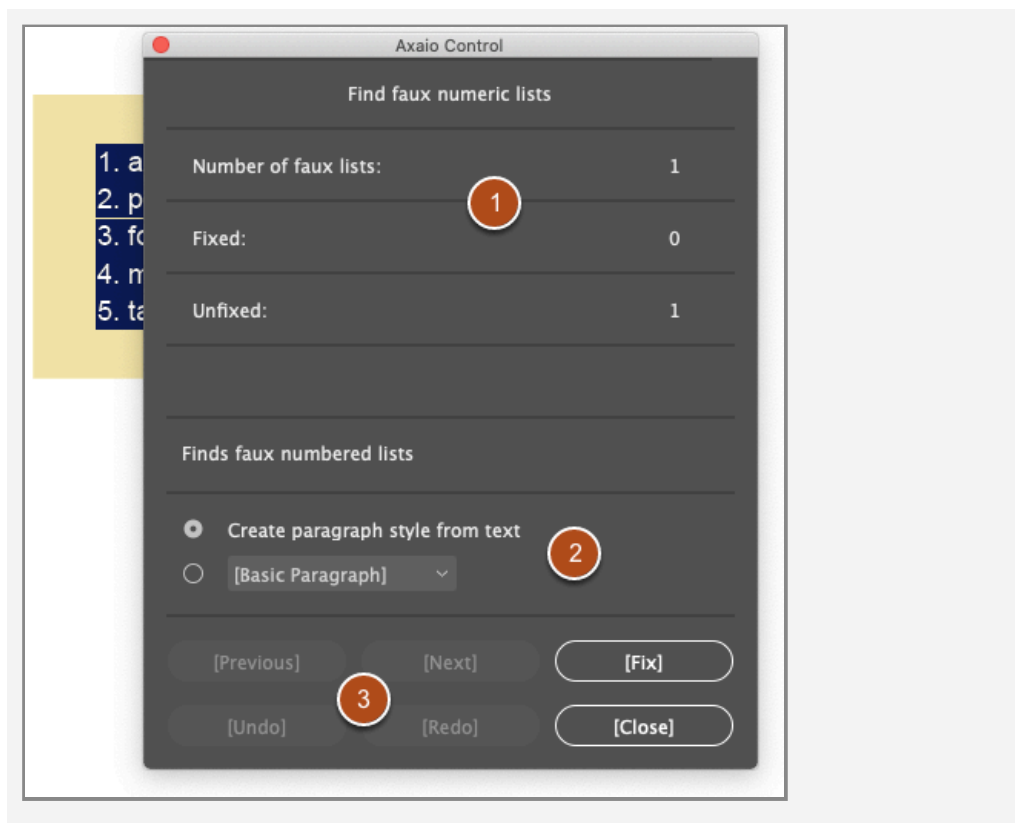 Axaio Control
Find faux numeric lists
1. a
2. p
3. fo
4. m
5. ta
Number of faux lists: 1
1
Fixed: 0
Unfixed: 1
Finds faux numbered lists
Create paragraph style from text
2
[Basic Paragraph]
[Previous] [Next] [Fix]
3
[Undo] [Redo] [Close]